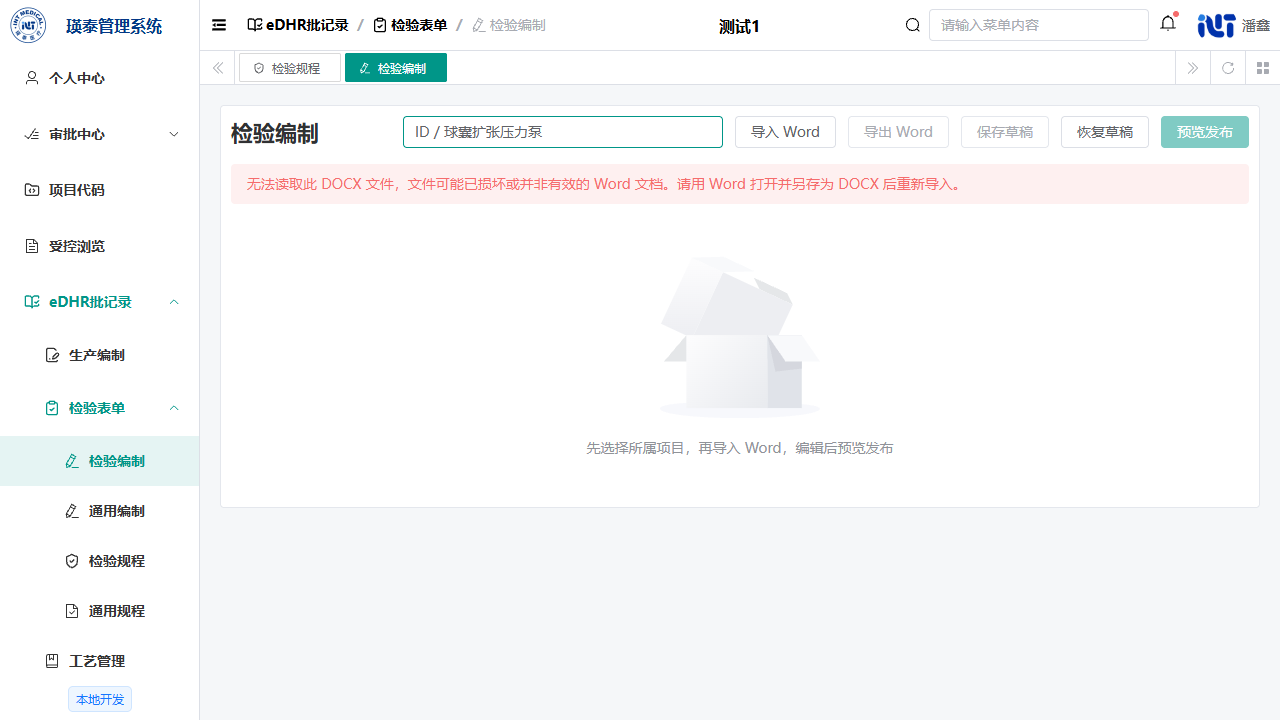 瑛泰管理系统
eDHR批记录 / 检验表单 / 检验编制
测试1
请输入菜单内容
潘鑫
检验规程
检验编制
个人中心
审批中心
项目代码
受控浏览
eDHR批记录
生产编制
检验表单
检验编制
通用编制
检验规程
通用规程
工艺管理
本地开发
检验编制
ID / 球囊扩张压力泵
导入 Word
导出 Word
保存草稿
恢复草稿
预览发布
无法读取此 DOCX 文件，文件可能已损坏或并非有效的 Word 文档。请用 Word 打开并另存为 DOCX 后重新导入。
先选择所属项目，再导入 Word，编辑后预览发布